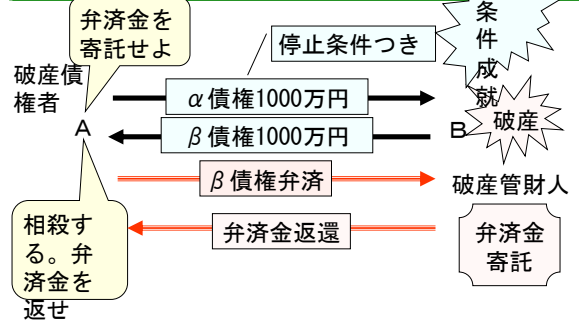 弁済金を
寄託せよ
停止条件つき
条
件
成
就
破産債
権者
α債権1000万円
A
β債権1000万円
B
破産
β債権弁済
破産管財人
相殺す
る。弁
済金を
返せ
弁済金返還
弁済金
寄託